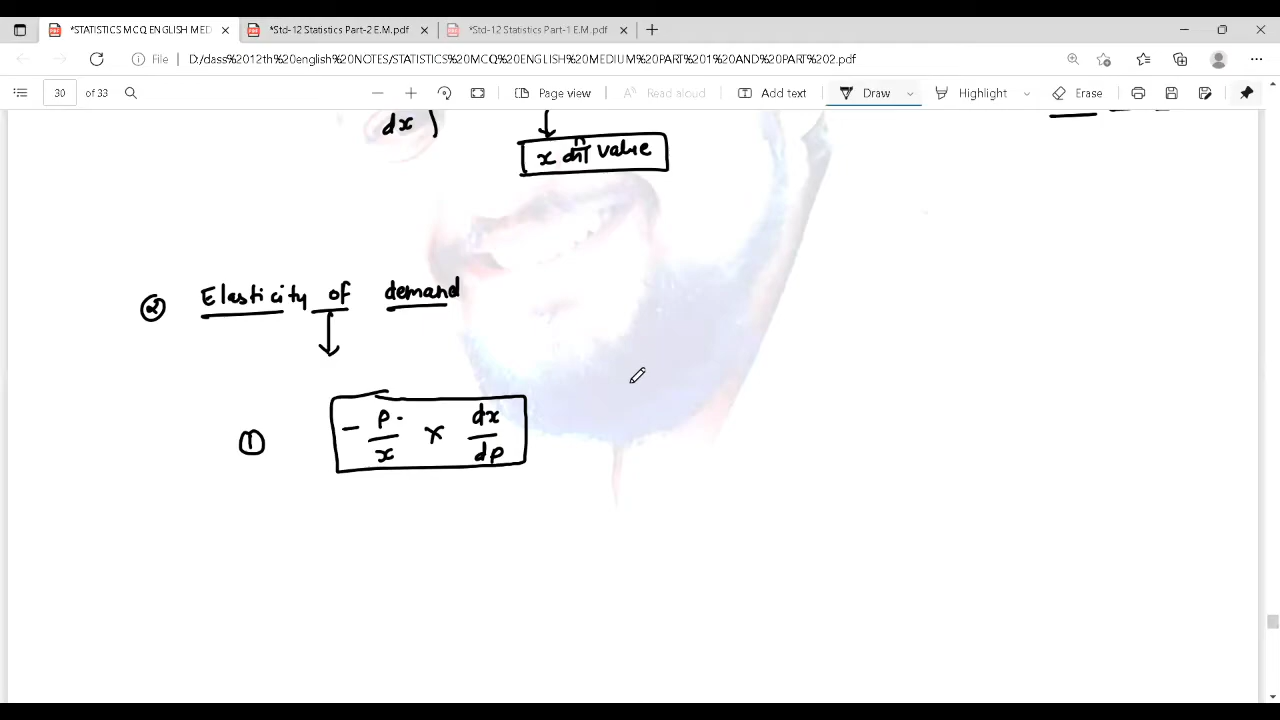 *STATISTICS MCQ ENGLISH MED
*Std-12 Statistics Part-2 E.M.pdf
*Std-12 Statistics Part-1 E.M.pdf
File
D:/dass%2012th%20english%20NOTES/STATISTICS%20MCQ%20ENGLISH%20MEDIUM%20PART%201%20AND%20PART%202.pdf
30 of 33
Page view
Read aloud
Add text
Draw
Highlight
Erase
dx )
x ની value
② Elasticity of demand
① - p/x × dx/dp